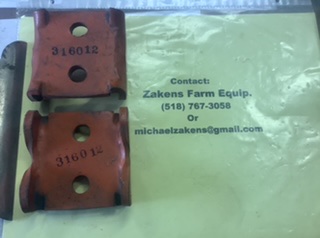 316012
Contact:
Zakens Farm Equip.
(518) 767-3058
Or
michaelzakens@gmail.com
316012